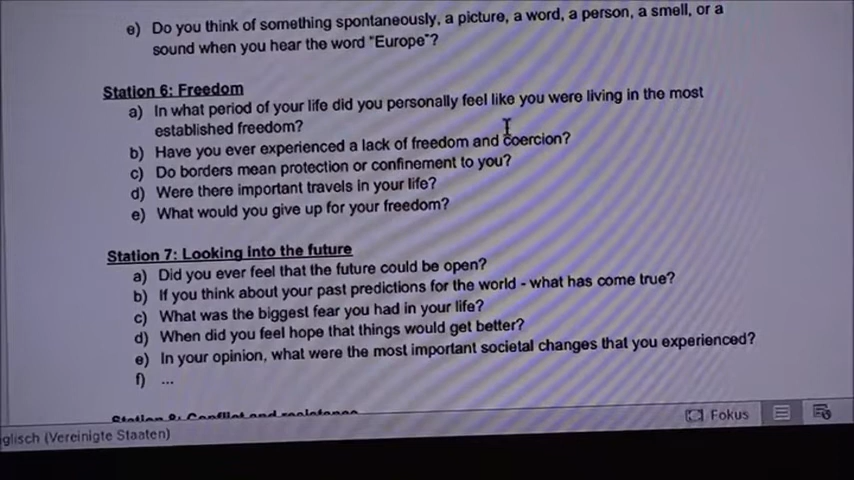 e) Do you think of something spontaneously, a picture, a word, a person, a smell, or a
sound when you hear the word "Europe"?
Station 6: Freedom
a) In what period of your life did you personally feel like you were living in the most
established freedom?
b) Have you ever experienced a lack of freedom and coercion?
c) Do borders mean protection or confinement to you?
d) Were there important travels in your life?
e) What would you give up for your freedom?
Station 7: Looking into the future
a) Did you ever feel that the future could be open?
b) If you think about your past predictions for the world - what has come true?
c) What was the biggest fear you had in your life?
d) When did you feel hope that things would get better?
e) In your opinion, what were the most important societal changes that you experienced?
f) ...
Station 8: Conflict and resistance
glisch (Vereinigte Staaten)
Fokus